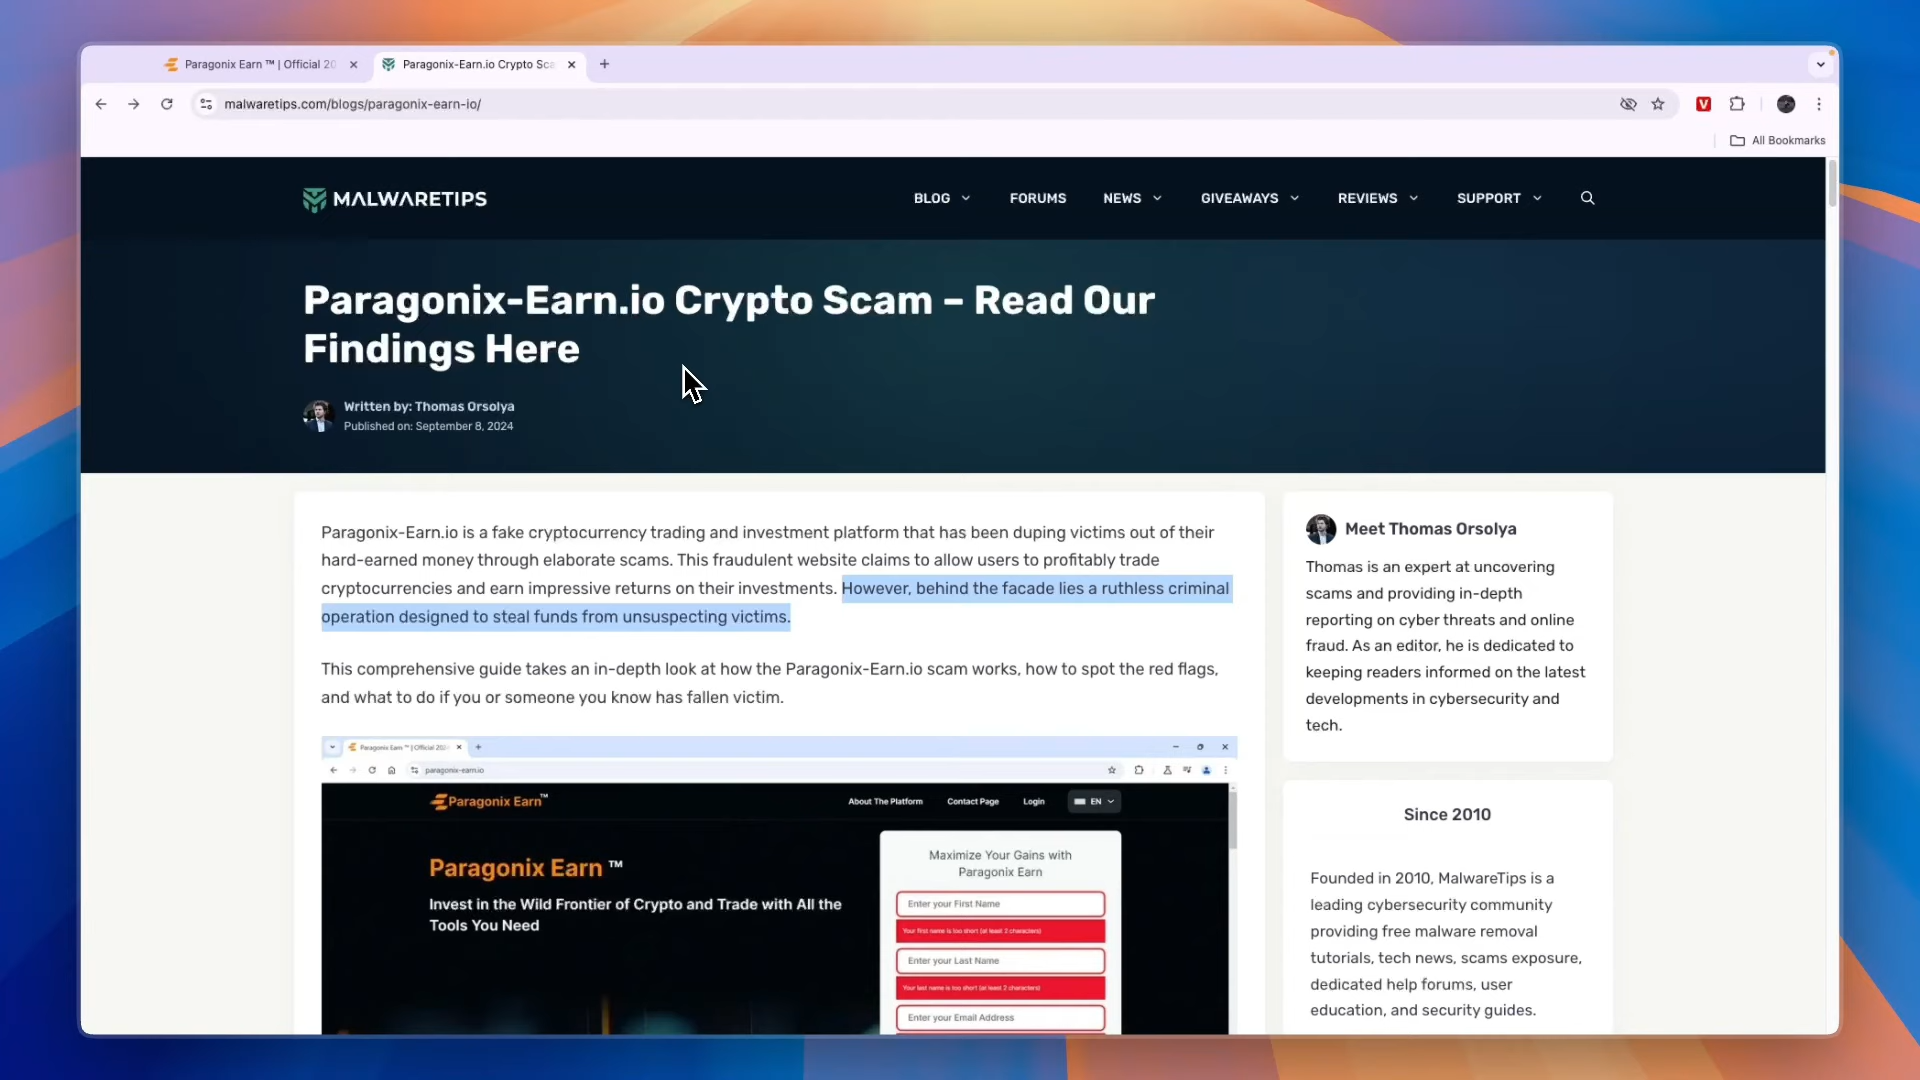 Paragonix Earn ™ | Official 20
Paragonix-Earn.io Crypto Sca
malwaretips.com/blogs/paragonix-earn-io/
V
All Bookmarks
MALWARETIPS
BLOG
FORUMS
NEWS
GIVEAWAYS
REVIEWS
SUPPORT
Paragonix-Earn.io Crypto Scam – Read Our
Findings Here
Written by: Thomas Orsolya
Published on: September 8, 2024
Paragonix-Earn.io is a fake cryptocurrency trading and investment platform that has been duping victims out of their
hard-earned money through elaborate scams. This fraudulent website claims to allow users to profitably trade
cryptocurrencies and earn impressive returns on their investments. However, behind the facade lies a ruthless criminal
operation designed to steal funds from unsuspecting victims.
This comprehensive guide takes an in-depth look at how the Paragonix-Earn.io scam works, how to spot the red flags,
and what to do if you or someone you know has fallen victim.
Paragonix Earn ™ | Official 202
paragonix-earn.io
Paragonix Earn™
About The Platform
Contact Page
Login
EN
Paragonix Earn ™
Invest in the Wild Frontier of Crypto and Trade with All the
Tools You Need
Maximize Your Gains with
Paragonix Earn
Enter your First Name
Your first name is too short (at least 2 characters)
Enter your Last Name
Your last name is too short (at least 2 characters)
Enter your Email Address
Meet Thomas Orsolya
Thomas is an expert at uncovering
scams and providing in-depth
reporting on cyber threats and online
fraud. As an editor, he is dedicated to
keeping readers informed on the latest
developments in cybersecurity and
tech.
Since 2010
Founded in 2010, MalwareTips is a
leading cybersecurity community
providing free malware removal
tutorials, tech news, scams exposure,
dedicated help forums, user
education, and security guides.